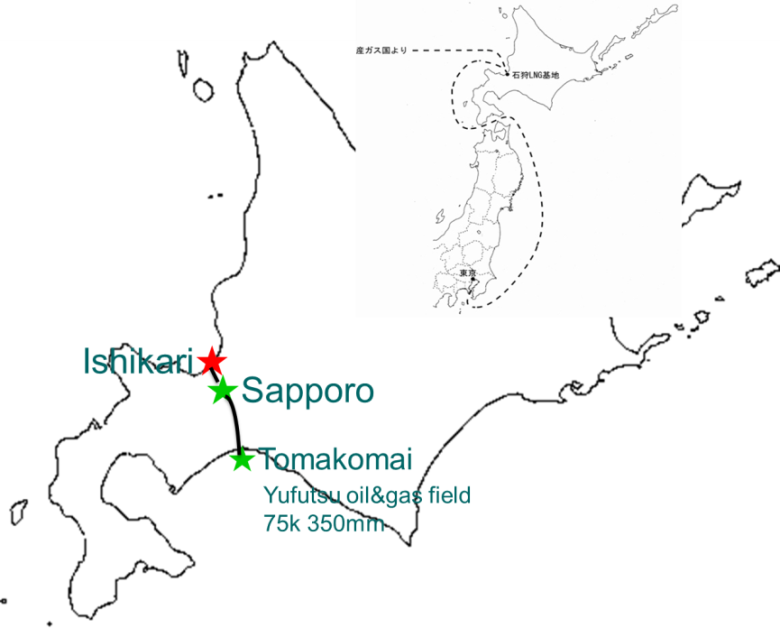 産ガス国より
石狩LNG基地
東京
Ishikari
Sapporo
Tomakomai
Yufutsu oil&gas field
75k 350mm